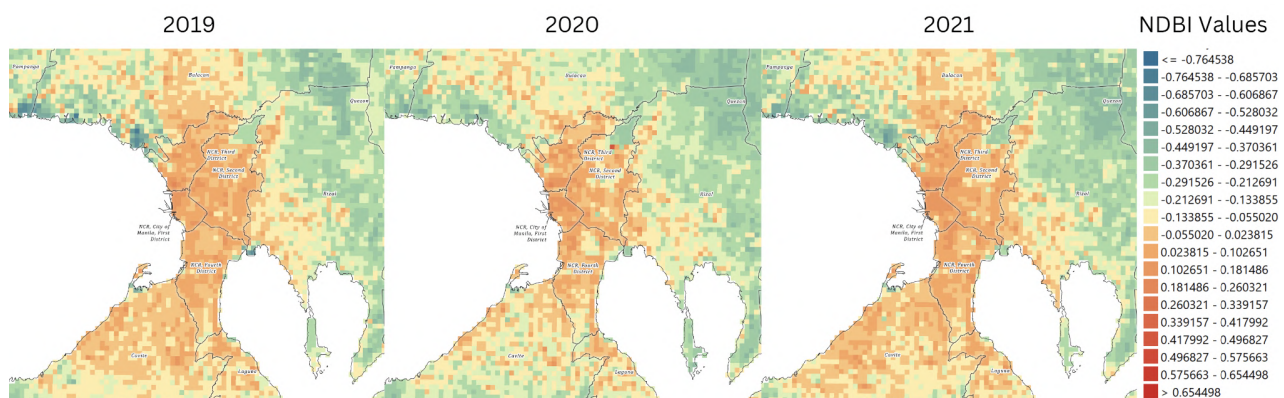 2019
2020
2021
NDBI Values
Pampanga
Bulacan
Quezon
NCR, Third
District
NCR, Second
District
Rizal
NCR, City of
Manila, First
District
NCR, Fourth
District
Cavite
Laguna
Pampanga
Bulacan
Quezon
NCR, Third
District
NCR, Second
District
Rizal
NCR, City of
Manila, First
District
NCR, Fourth
District
Cavite
Laguna
Pampanga
Bulacan
Quezon
NCR, Third
District
NCR, Second
District
Rizal
NCR, City of
Manila, First
District
NCR, Fourth
District
Cavite
Laguna
<= -0.764538
-0.764538 - -0.685703
-0.685703 - -0.606867
-0.606867 - -0.528032
-0.528032 - -0.449197
-0.449197 - -0.370361
-0.370361 - -0.291526
-0.291526 - -0.212691
-0.212691 - -0.133855
-0.133855 - -0.055020
-0.055020 - 0.023815
0.023815 - 0.102651
0.102651 - 0.181486
0.181486 - 0.260321
0.260321 - 0.339157
0.339157 - 0.417992
0.417992 - 0.496827
0.496827 - 0.575663
0.575663 - 0.654498
> 0.654498